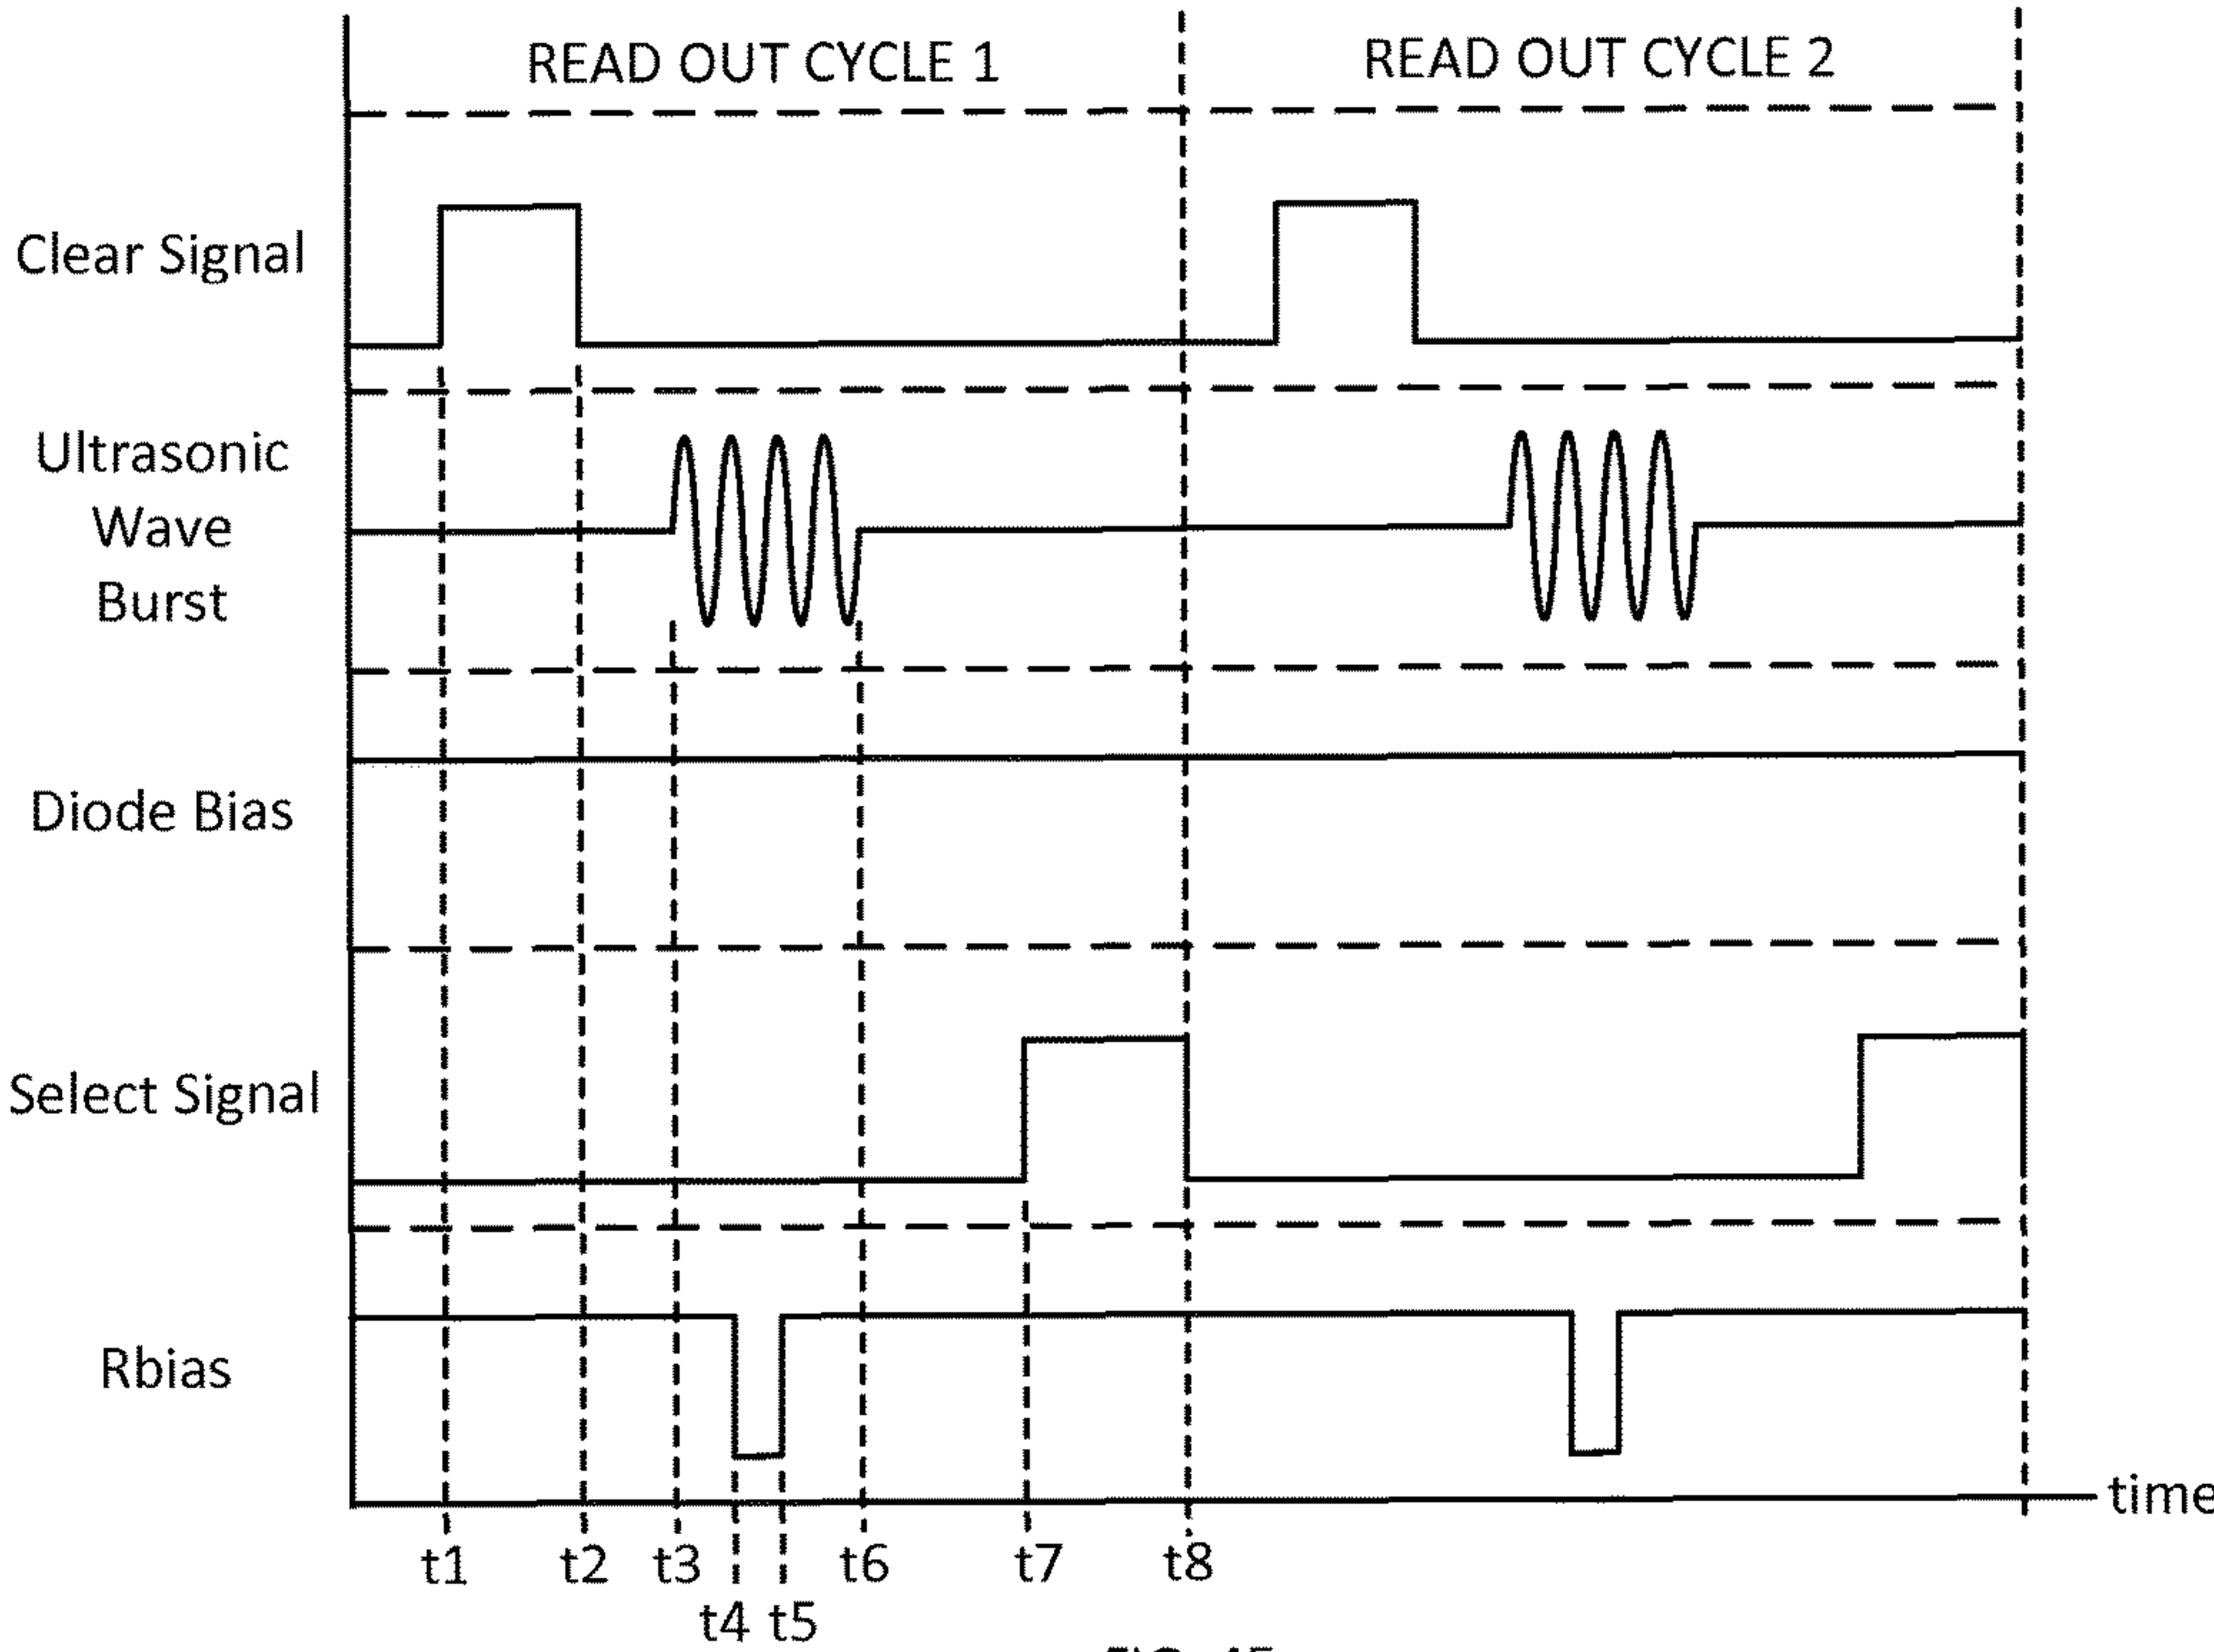 READ OUT CYCLE 1
READ OUT CYCLE 2
Clear Signal
Ultrasonic
Wave
Burst
Diode Bias
Select Signal
Rbias
time
t1 t2 t3 t6 t7 t8
t4 t5